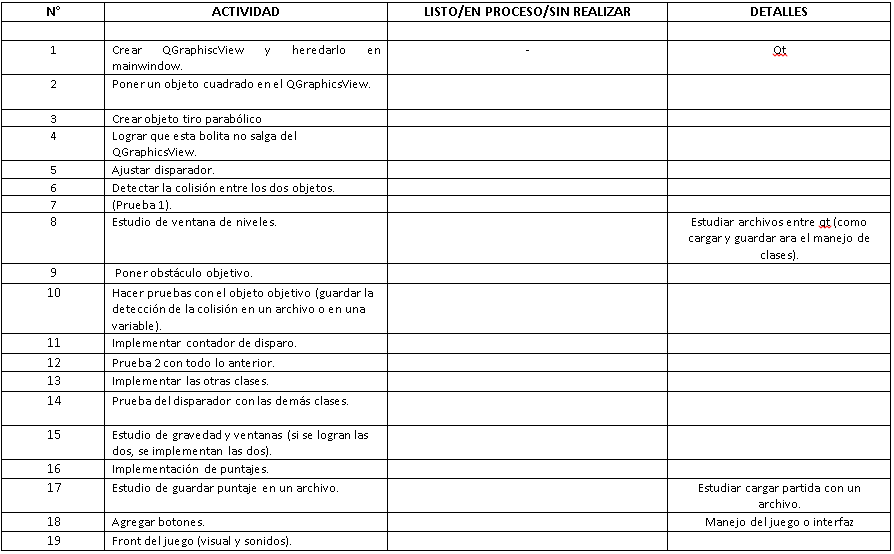 N° ACTIVIDAD LISTO/EN PROCESO/SIN REALIZAR DETALLES
1 Crear QGraphiscView y heredarlo en - Qt
mainwindow.
2 Poner un objeto cuadrado en el QGraphicsView.
3 Crear objeto tiro parabólico
4 Lograr que esta bolita no salga del
QGraphicsView.
5 Ajustar disparador.
6 Detectar la colisión entre los dos objetos.
7 (Prueba 1).
8 Estudio de ventana de niveles. Estudiar archivos entre qt (como
cargar y guardar ara el manejo de
clases).
9 Poner obstáculo objetivo.
10 Hacer pruebas con el objeto objetivo (guardar la
detección de la colisión en un archivo o en una
variable).
11 Implementar contador de disparo.
12 Prueba 2 con todo lo anterior.
13 Implementar las otras clases.
14 Prueba del disparador con las demás clases.
15 Estudio de gravedad y ventanas (si se logran las
dos, se implementan las dos).
16 Implementación de puntajes.
17 Estudio de guardar puntaje en un archivo. Estudiar cargar partida con un
archivo.
18 Agregar botones. Manejo del juego o interfaz
19 Front del juego (visual y sonidos).